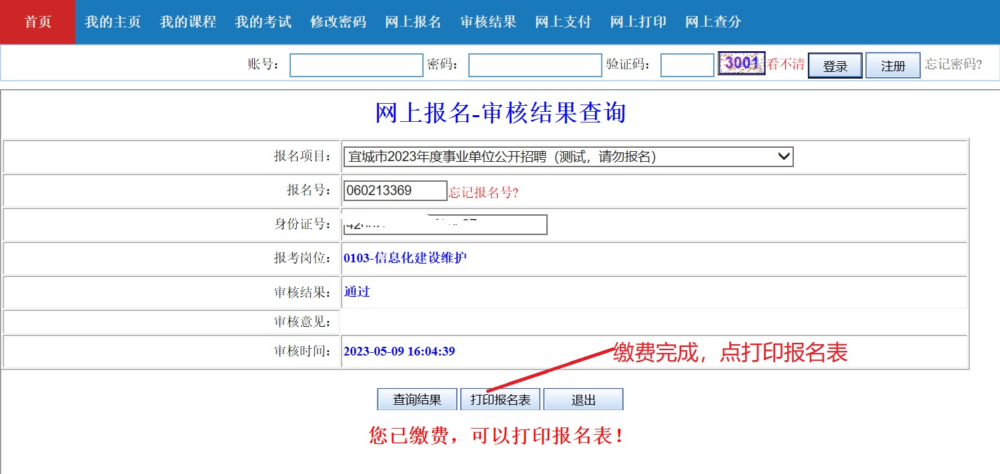 首页 我的主页 我的课程 我的考试 修改密码 网上报名 审核结果 网上支付 网上打印 网上查分
账号： 密码： 验证码： 3001 看不清 登录 注册 忘记密码?
网上报名-审核结果查询
报名项目： 宜城市2023年度事业单位公开招聘（测试，请勿报名）
报名号： 060213369 忘记报名号?
身份证号：
报考岗位： 0103-信息化建设维护
审核结果： 通过
审核意见：
审核时间： 2023-05-09 16:04:39
缴费完成，点打印报名表
查询结果 打印报名表 退出
您已缴费，可以打印报名表！